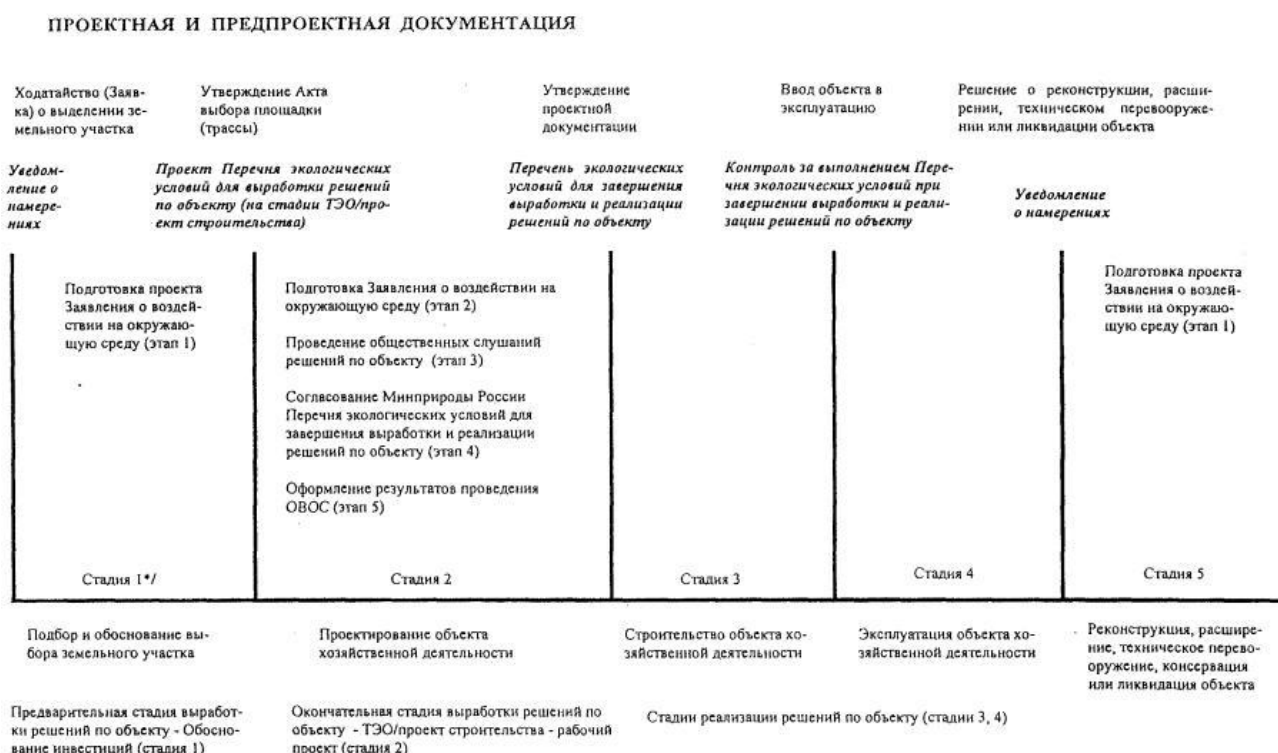 ПРОЕКТНАЯ И ПРЕДПРОЕКТНАЯ ДОКУМЕНТАЦИЯ
Ходатайство (Заяв-
ка) о выделении зе-
мельного участка
Утверждение Акта
выбора площадки
(трассы)
Утверждение
проектной
документации
Ввод объекта в
эксплуатацию
Решение о реконструкции, расши-
рении, техническом перевооруже-
нии или ликвидации объекта
Уведом-
ление о
намере-
ниях
Проект Перечня экологических
условий для выработки решений
по объекту (на стадии ТЭО/про-
ект строительства)
Перечень экологических
условий для завершения
выработки и реализации
решений по объекту
Контроль за выполнением Пере-
чня экологических условий при
завершении выработки и реали-
зации решений по объекту
Уведомление
о намерениях
Подготовка проекта
Заявления о воздей-
ствии на окружаю-
щую среду (этап 1)
Подготовка Заявления о воздействии на
окружающую среду (этап 2)
Проведение общественных слушаний
решений по объекту (этап 3)
Согласование Минприроды России
Перечня экологических условий для
завершения выработки и реализации
решений по объекту (этап 4)
Оформление результатов проведения
ОВОС (этап 5)
Подготовка проекта
Заявления о воздей-
ствии на окружаю-
щую среду (этап 1)
Стадия 1*/
Стадия 2
Стадия 3
Стадия 4
Стадия 5
Подбор и обоснование вы-
бора земельного участка
Проектирование объекта
хозяйственной деятельности
Строительство объекта хо-
зяйственной деятельности
Эксплуатация объекта хо-
зяйственной деятельности
Реконструкция, расшире-
ние, техническое перево-
оружение, консервация
или ликвидация объекта
Предварительная стадия выработ-
ки решений по объекту - Обосно-
вание инвестиций (стадия 1)
Окончательная стадия выработки решений по
объекту - ТЭО/проект строительства - рабочий
проект (стадия 2)
Стадии реализации решений по объекту (стадии 3, 4)